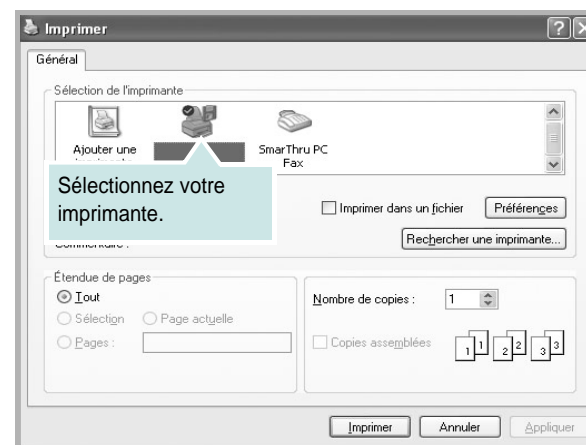 Imprimer
Général
Sélection de l'imprimante
Ajouter une
SmarThru PC
Fax
Sélectionnez votre
imprimante.
Imprimer dans un fichier
Préférences
Rechercher une imprimante...
Étendue de pages
Tout
Sélection
Page actuelle
Pages :
Nombre de copies :
1
Copies assemblées
1 1 2 2 3 3
Imprimer
Annuler
Appliquer